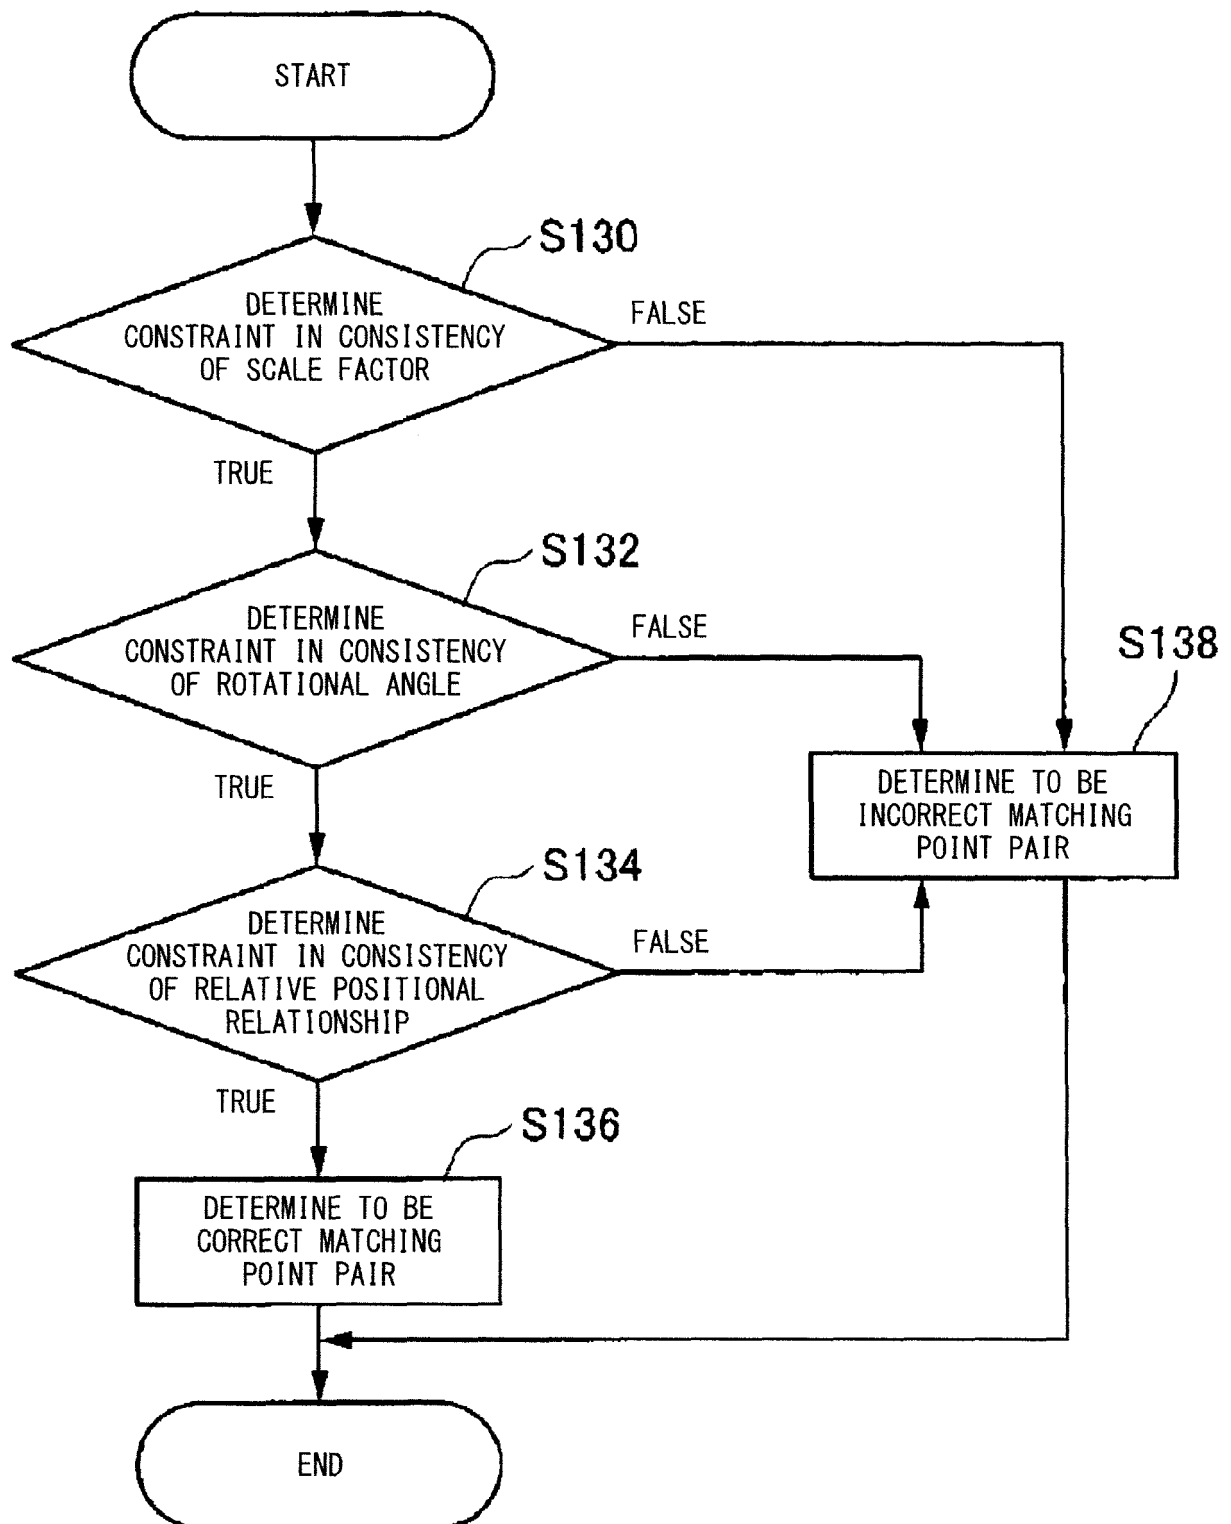 START
S130
DETERMINE
CONSTRAINT IN CONSISTENCY
OF SCALE FACTOR
FALSE
TRUE
S132
DETERMINE
CONSTRAINT IN CONSISTENCY
OF ROTATIONAL ANGLE
FALSE
TRUE
S138
DETERMINE TO BE
INCORRECT MATCHING
POINT PAIR
S134
DETERMINE
CONSTRAINT IN CONSISTENCY
OF RELATIVE POSITIONAL
RELATIONSHIP
FALSE
TRUE
S136
DETERMINE TO BE
CORRECT MATCHING
POINT PAIR
END